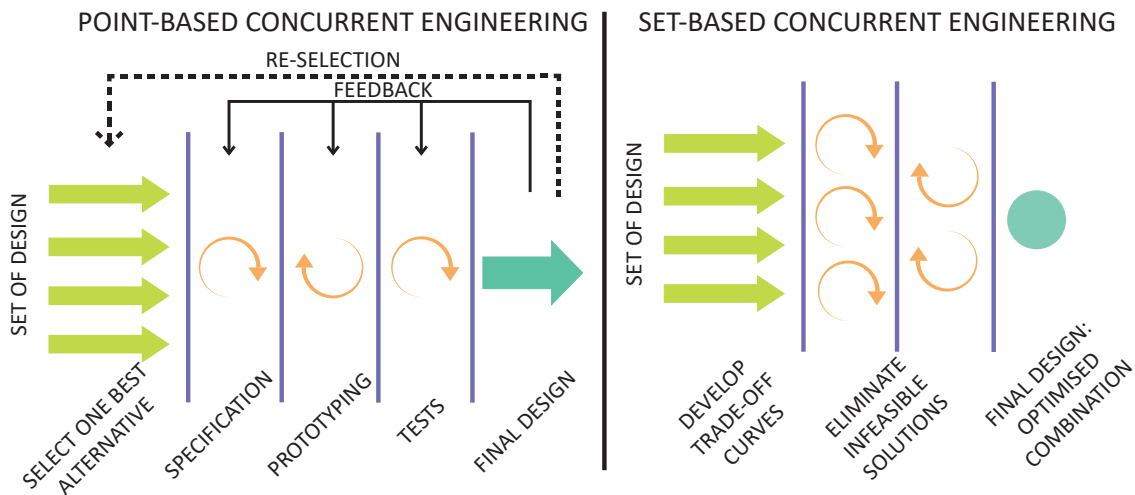 POINT-BASED CONCURRENT ENGINEERING
RE-SELECTION
FEEDBACK
SET OF DESIGN
SELECT ONE BEST
ALTERNATIVE
SPECIFICATION
PROTOTYPING
TESTS
FINAL DESIGN
SET-BASED CONCURRENT ENGINEERING
SET OF DESIGN
DEVELOP
TRADE-OFF
CURVES
ELIMINATE
INFEASIBLE
SOLUTIONS
FINAL DESIGN:
OPTIMISED
COMBINATION